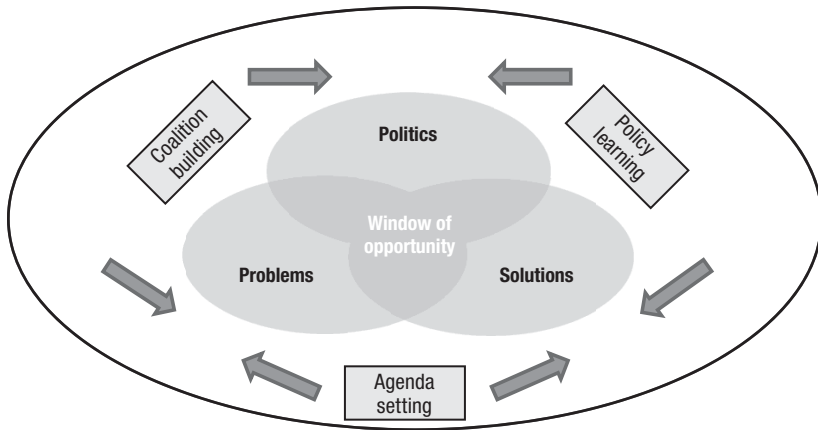 Coalition
building
Policy
learning
Politics
Window of
opportunity
Problems
Solutions
Agenda
setting